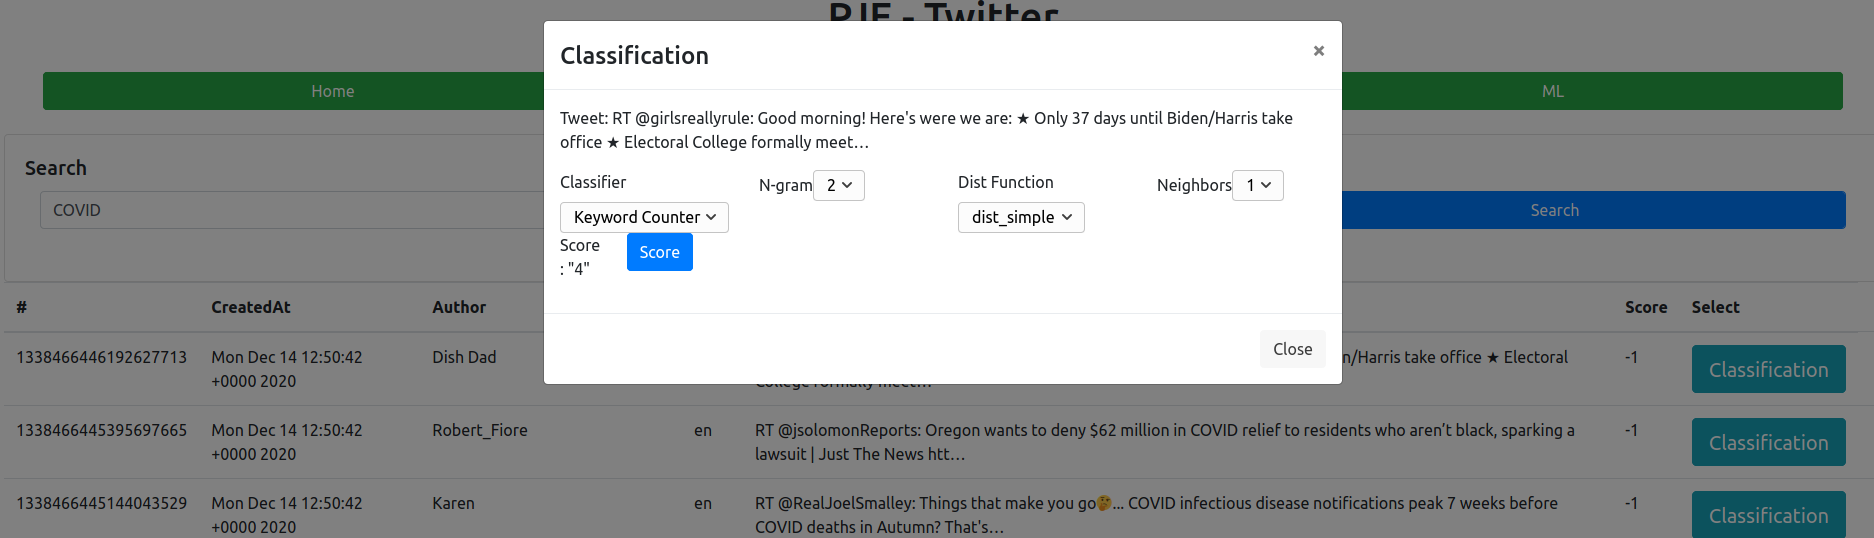 PJE - Twitter
Classification
×
Home
ML
Tweet: RT @girlsreallyrule: Good morning! Here's were we are: ★ Only 37 days until Biden/Harris take
office ★ Electoral College formally meet…
Search
Classifier
N-gram 2
Dist Function
Neighbors 1
COVID
Keyword Counter
dist_simple
Search
Score
: "4"
Score
Close
# CreatedAt Author Score Select
1338466446192627713 Mon Dec 14 12:50:42 Dish Dad n/Harris take office ★ Electoral -1 Classification
+0000 2020 College formally meet…
1338466445395697665 Mon Dec 14 12:50:42 Robert_Fiore en RT @jsolomonReports: Oregon wants to deny $62 million in COVID relief to residents who aren’t black, sparking a -1 Classification
+0000 2020 lawsuit | Just The News htt…
1338466445144043529 Mon Dec 14 12:50:42 Karen en RT @RealJoelSmalley: Things that make you go🤔... COVID infectious disease notifications peak 7 weeks before -1 Classification
+0000 2020 COVID deaths in Autumn? That's…